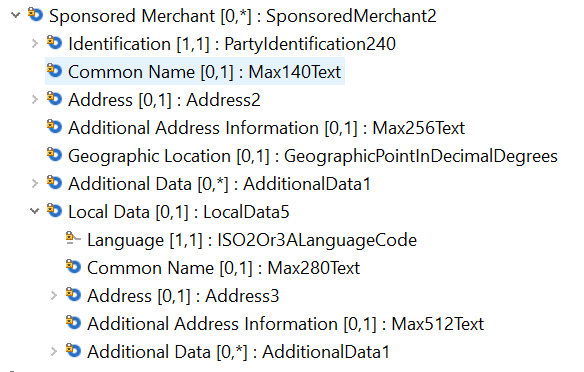 Sponsored Merchant [0,*] : SponsoredMerchant2
Identification [1,1] : PartyIdentification240
Common Name [0,1] : Max140Text
Address [0,1] : Address2
Additional Address Information [0,1] : Max256Text
Geographic Location [0,1] : GeographicPointInDecimalDegrees
Additional Data [0,*] : AdditionalData1
Local Data [0,1] : LocalData5
Language [1,1] : ISO2Or3ALanguageCode
Common Name [0,1] : Max280Text
Address [0,1] : Address3
Additional Address Information [0,1] : Max512Text
Additional Data [0,*] : AdditionalData1